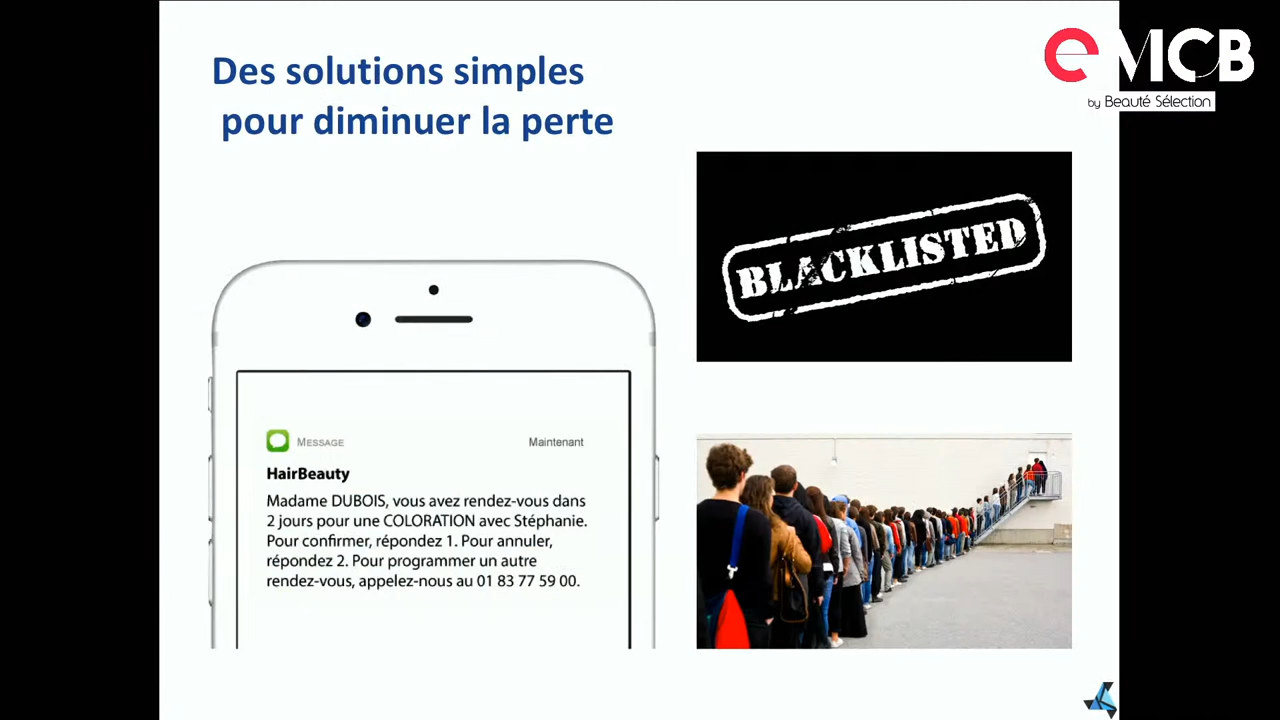 Des solutions simples
pour diminuer la perte
eMCB
by Beauté Sélection
BLACKLISTED
MESSAGE
Maintenant
HairBeauty
Madame DUBOIS, vous avez rendez-vous dans
2 jours pour une COLORATION avec Stéphanie.
Pour confirmer, répondez 1. Pour annuler,
répondez 2. Pour programmer un autre
rendez-vous, appelez-nous au 01 83 77 59 00.